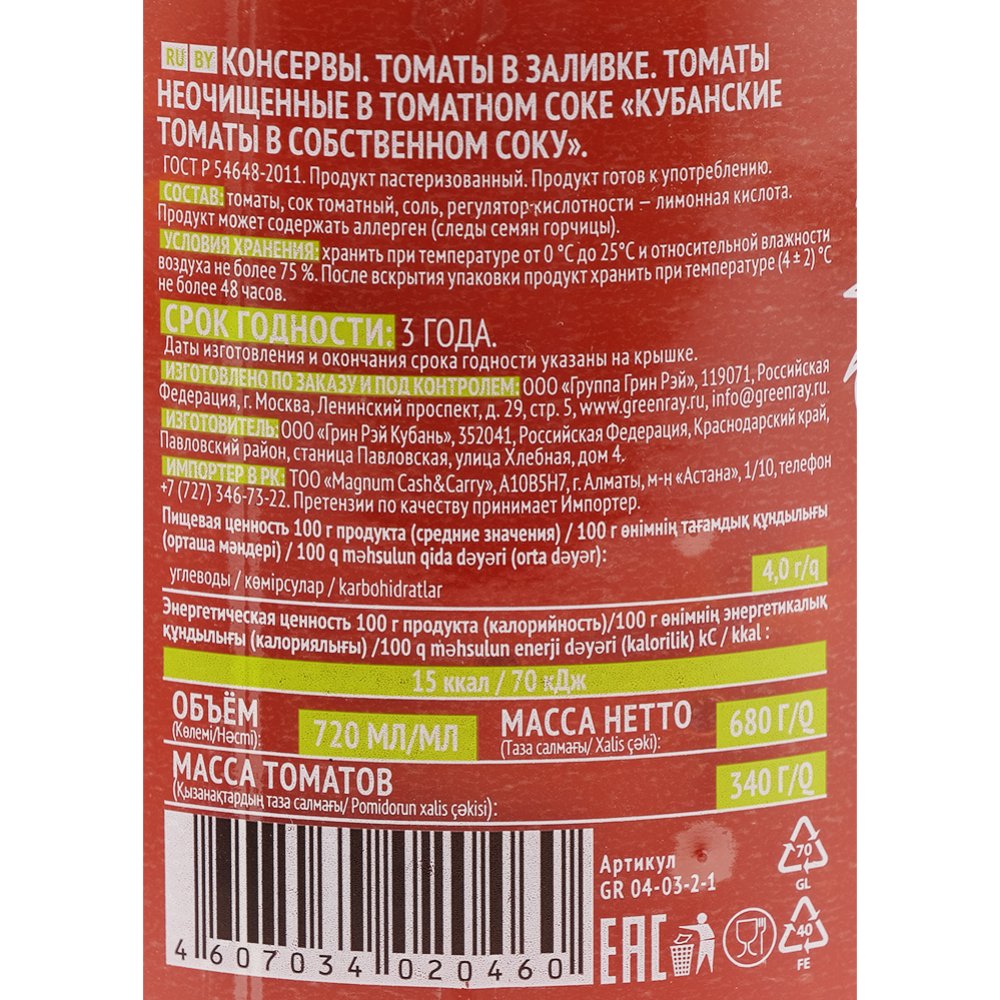 RU BY КОНСЕРВЫ. ТОМАТЫ В ЗАЛИВКЕ. ТОМАТЫ
НЕОЧИЩЕННЫЕ В ТОМАТНОМ СОКЕ «КУБАНСКИЕ
ТОМАТЫ В СОБСТВЕННОМ СОКУ».
ГОСТ Р 54648-2011. Продукт пастеризованный. Продукт готов к употреблению.
СОСТАВ: томаты, сок томатный, соль, регулятор кислотности — лимонная кислота.
Продукт может содержать аллерген (следы семян горчицы).
УСЛОВИЯ ХРАНЕНИЯ: хранить при температуре от 0 °C до 25°C и относительной влажности
воздуха не более 75 %. После вскрытия упаковки продукт хранить при температуре (4 ± 2) °C
не более 48 часов.
СРОК ГОДНОСТИ: 3 ГОДА.
Даты изготовления и окончания срока годности указаны на крышке.
ИЗГОТОВЛЕНО ПО ЗАКАЗУ И ПОД КОНТРОЛЕМ: ООО «Группа Грин Рэй», 119071, Российская
Федерация, г. Москва, Ленинский проспект, д. 29, стр. 5, www.greenray.ru, info@greenray.ru.
ИЗГОТОВИТЕЛЬ: ООО «Грин Рэй Кубань», 352041, Российская Федерация, Краснодарский край,
Павловский район, станица Павловская, улица Хлебная, дом 4.
ИМПОРТЕР В РК: ТОО «Magnum Cash&Carry», A10B5H7, г. Алматы, м-н «Астана», 1/10, телефон
+7 (727) 346-73-22. Претензии по качеству принимает Импортер.
Пищевая ценность 100 г продукта (средние значения) / 100 г өнімнің тағамдық құндылығы
(орташа мәндері) / 100 q məhsulun qida dəyəri (orta dəyər):
углеводы / көмірсулар / karbohidratlar 4,0 г/q
Энергетическая ценность 100 г продукта (калорийность)/100 г өнімнің энергетикалық
құндылығы (калориялығы) /100 q məhsulun enerji dəyəri (kalorilik) kC / kkal :
15 ккал / 70 кДж
ОБЪЁМ 720 МЛ/МЛ МАССА НЕТТО 680 Г/Q
(Көлемі/Həcmi): (Таза салмағы/ Xalis çəki):
МАССА ТОМАТОВ 340 Г/Q
(Қызанақтардың таза салмағы/ Pomidorun xalis çəkisi):
Артикул
GR 04-03-2-1
70
GL
EAC
40
FE
4 607034 020460